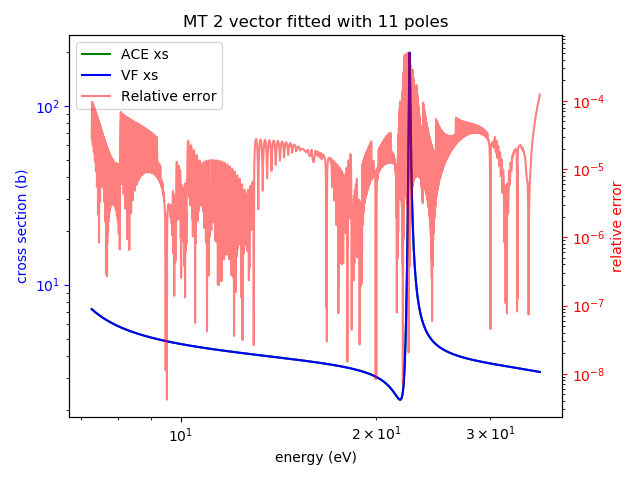 MT 2 vector fitted with 11 poles
ACE xs
VF xs
Relative error
cross section (b)
10²
10¹
relative error
10⁻⁴
10⁻⁵
10⁻⁶
10⁻⁷
10⁻⁸
10¹
2 × 10¹
3 × 10¹
energy (eV)